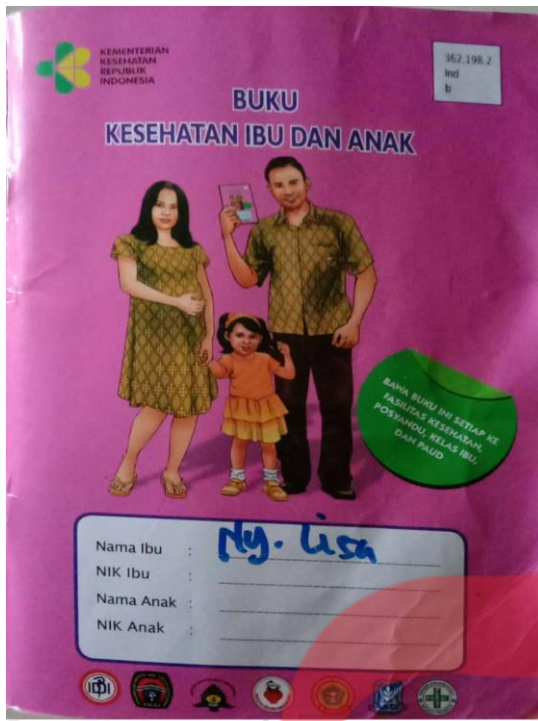 KEMENTERIAN
KESEHATAN
REPUBLIK
INDONESIA
362.198.2
Ind
b
BUKU
KESEHATAN IBU DAN ANAK
BAWA BUKU INI SETIAP KE
FASILITAS KESEHATAN,
POSYANDU, KELAS IBU,
DAN PAUD
Nama Ibu : Ny. Lisa
NIK Ibu :
Nama Anak :
NIK Anak :
IDI